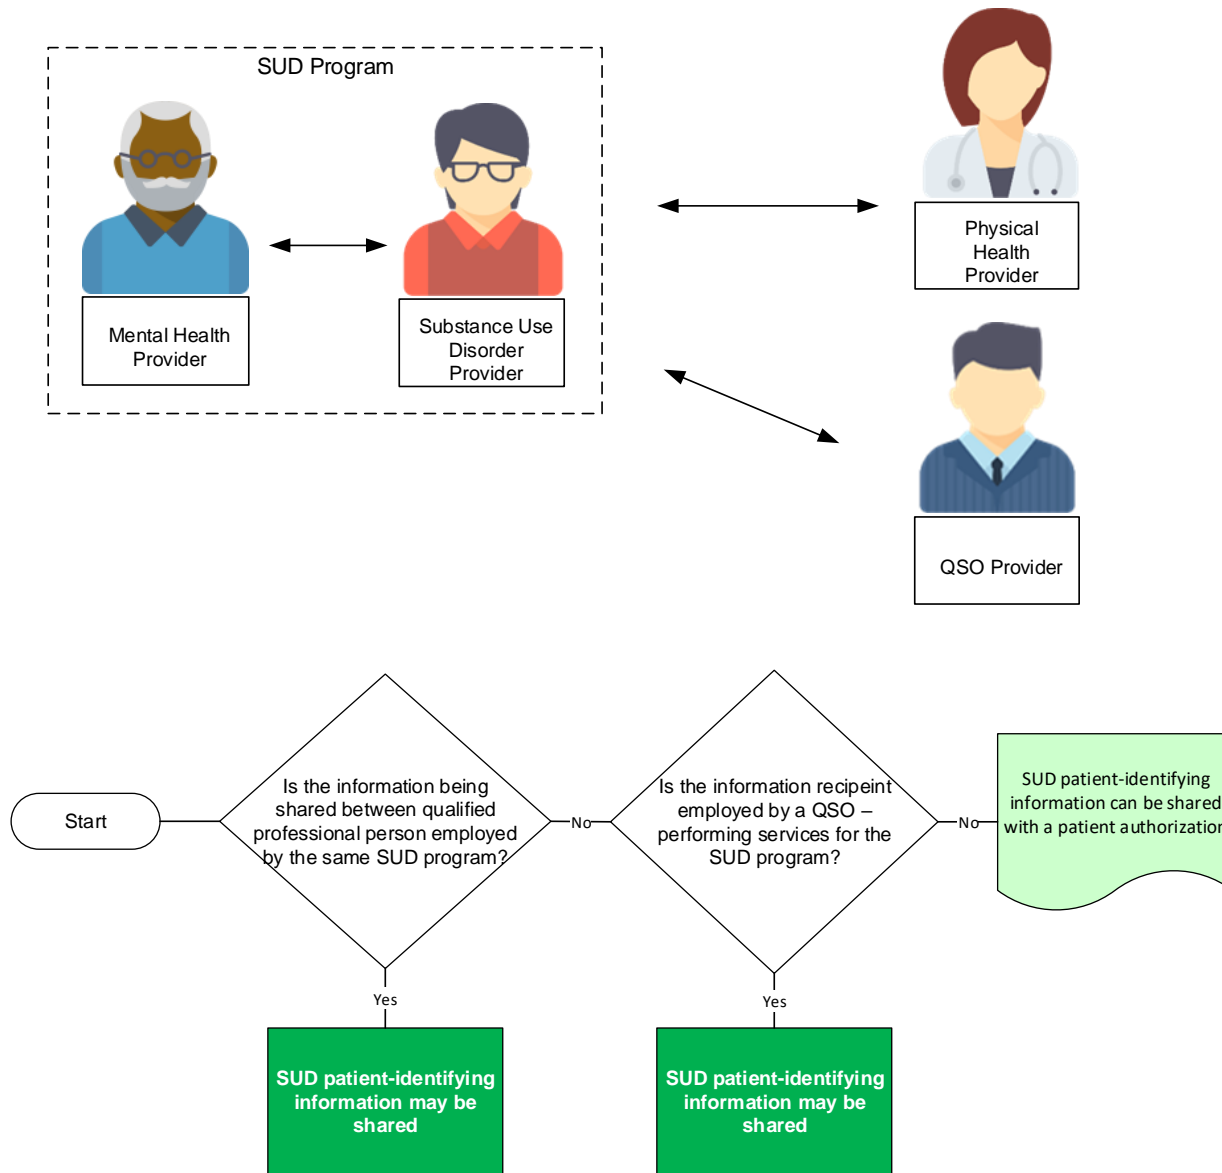 SUD Program
Mental Health
Provider
Substance Use
Disorder
Provider
Physical
Health
Provider
QSO Provider
Start
Is the information being
shared between qualified
professional person employed
by the same SUD program?
No
Is the information recipeint
employed by a QSO –
performing services for the
SUD program?
No
SUD patient-identifying
information can be shared
with a patient authorization
Yes
Yes
SUD patient-identifying
information may be
shared
SUD patient-identifying
information may be
shared